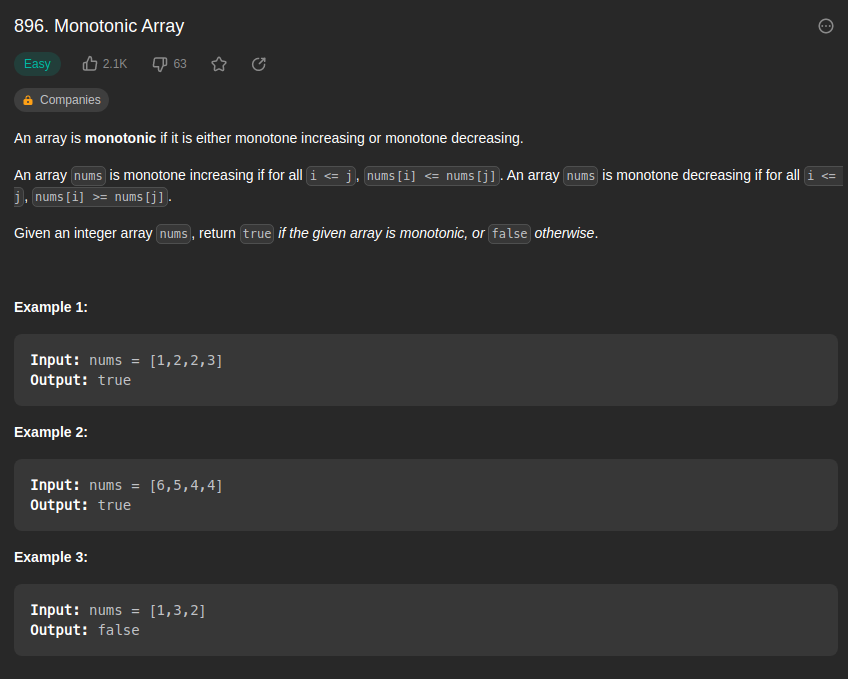 896. Monotonic Array
Easy 2.1K 63
Companies
An array is monotonic if it is either monotone increasing or monotone decreasing.
An array nums is monotone increasing if for all i <= j, nums[i] <= nums[j]. An array nums is monotone decreasing if for all i <=
j, nums[i] >= nums[j].
Given an integer array nums, return true if the given array is monotonic, or false otherwise.
Example 1:
Input: nums = [1,2,2,3]
Output: true
Example 2:
Input: nums = [6,5,4,4]
Output: true
Example 3:
Input: nums = [1,3,2]
Output: false